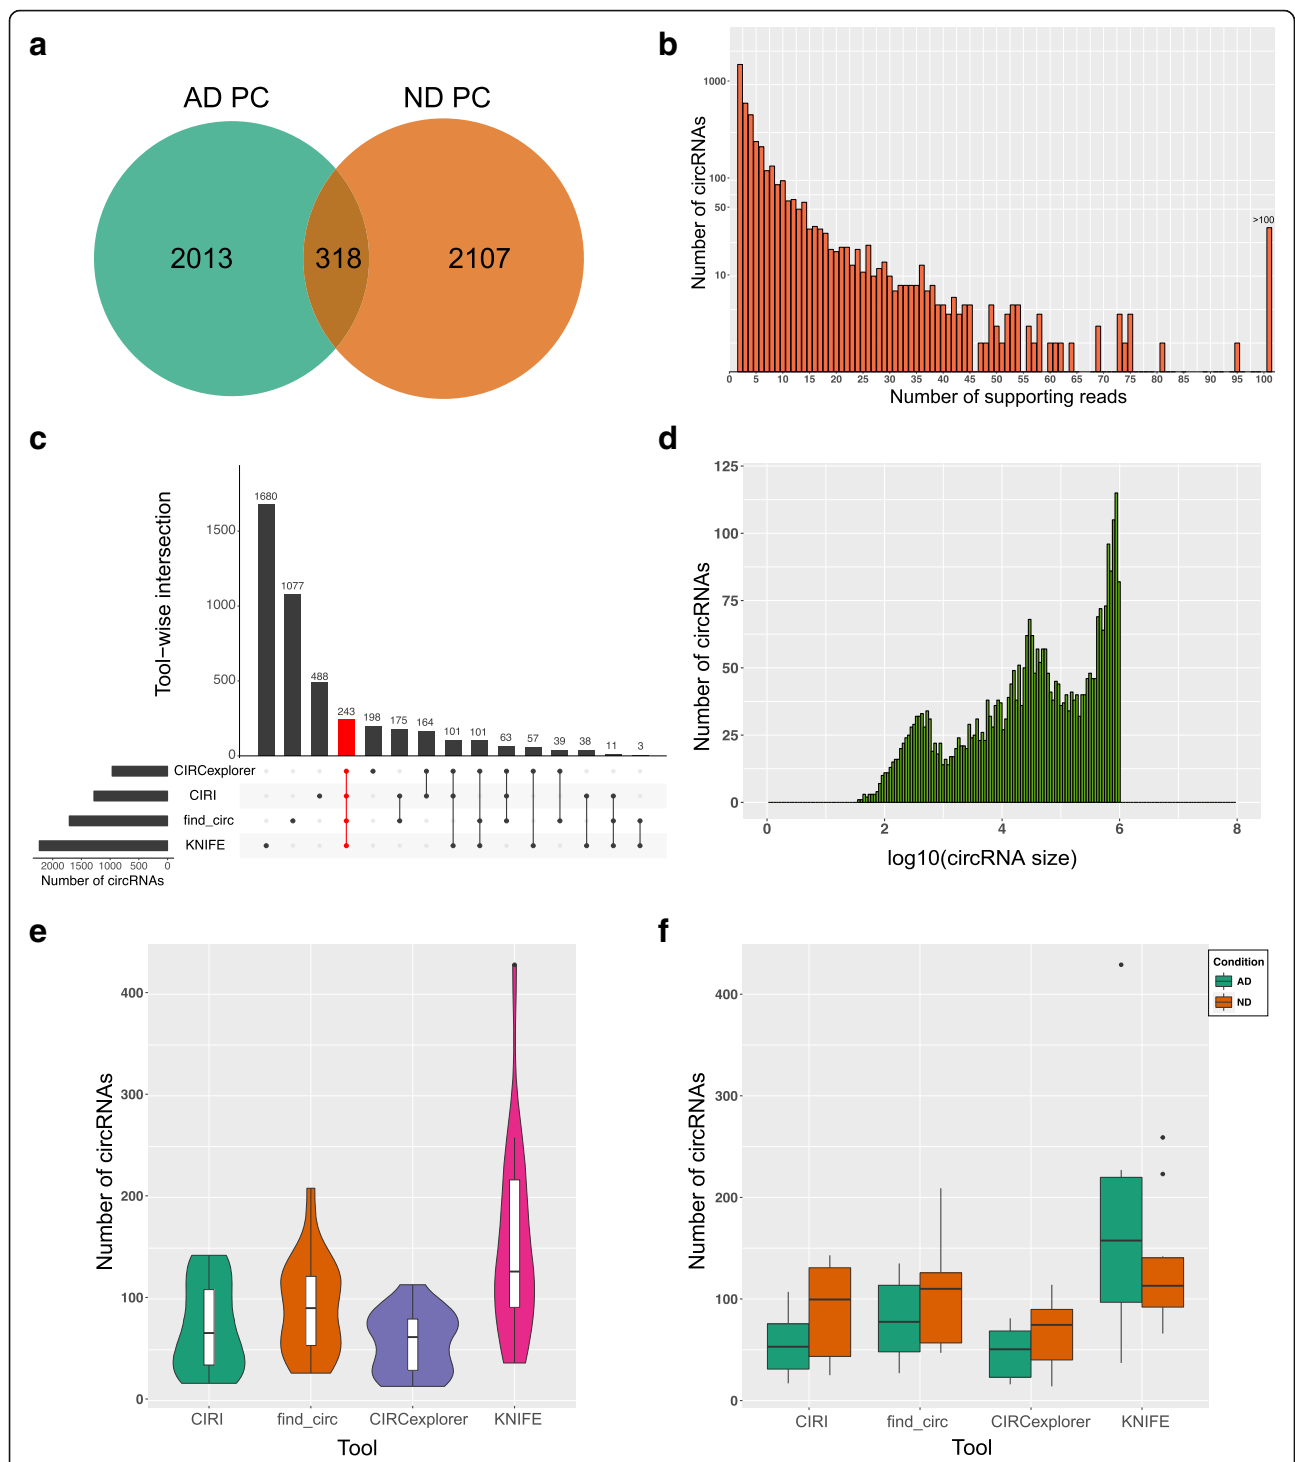 a
AD PC
ND PC
2013
318
2107
b
Number of circRNAs
1000
100
50
10
>100
0 5 10 15 20 25 30 35 40 45 50 55 60 65 70 75 80 85 90 95 100
Number of supporting reads
c
Tool−wise intersection
1500
1000
500
0
1680
1077
488
243
198
175
164
101
101
63
57
39
38
11
3
CIRCexplorer
CIRI
find_circ
KNIFE
2000 1500 1000 500 0
Number of circRNAs
d
Number of circRNAs
125
100
75
50
25
0
0 2 4 6 8
log10(circRNA size)
e
Number of circRNAs
400
300
200
100
0
CIRI find_circ CIRCexplorer KNIFE
Tool
f
Number of circRNAs
400
300
200
100
0
CIRI find_circ CIRCexplorer KNIFE
Tool
Condition
AD
ND